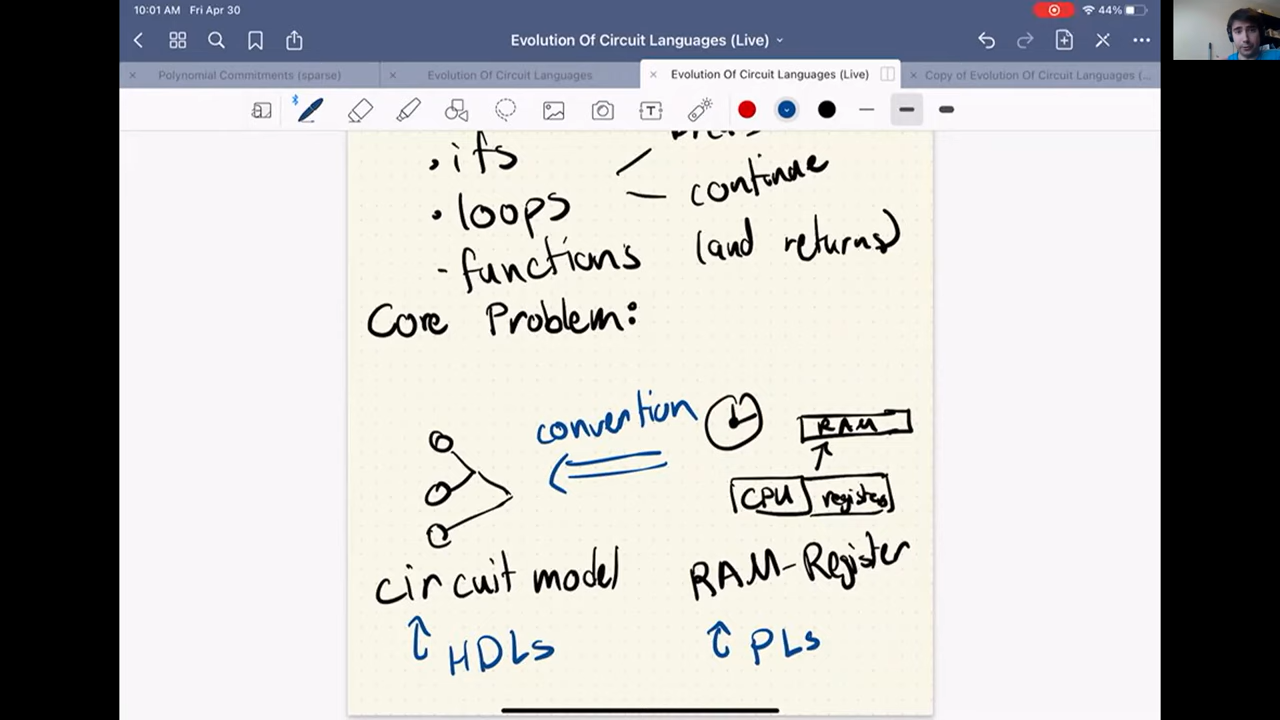 10:01 AM Fri Apr 30
44%
Evolution Of Circuit Languages (Live)
Polynomial Commitments (sparse)
Evolution Of Circuit Languages
Evolution Of Circuit Languages (Live)
Copy of Evolution Of Circuit Languages (...
• ifs
• loops
continue
- functions
(and returns)
Core Problem:
convention
RAM
CPU
register
circuit model
RAM-Register
HDLs
PLs